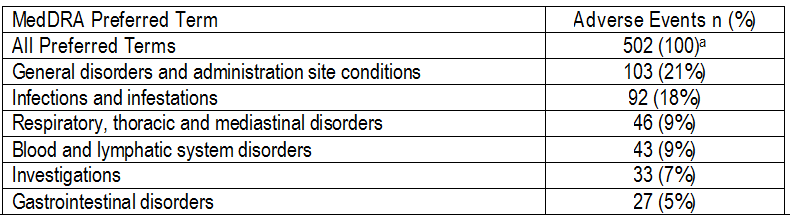 MedDRA Preferred Term Adverse Events n (%)
All Preferred Terms 502 (100)ª
General disorders and administration site conditions 103 (21%)
Infections and infestations 92 (18%)
Respiratory, thoracic and mediastinal disorders 46 (9%)
Blood and lymphatic system disorders 43 (9%)
Investigations 33 (7%)
Gastrointestinal disorders 27 (5%)